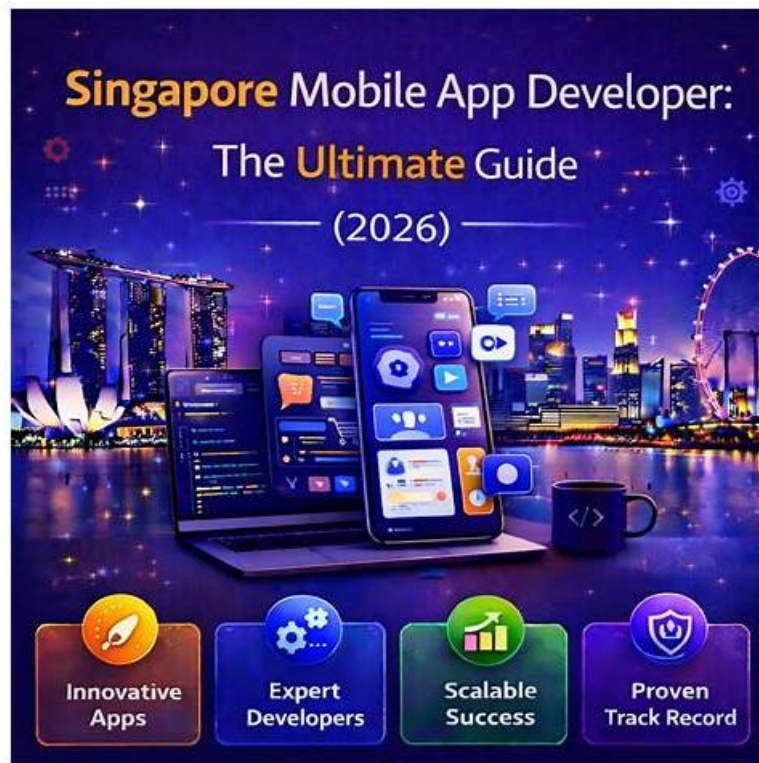 Singapore Mobile App Developer:
The Ultimate Guide
(2026)
</>
Innovative
Apps
Expert
Developers
Scalable
Success
Proven
Track Record